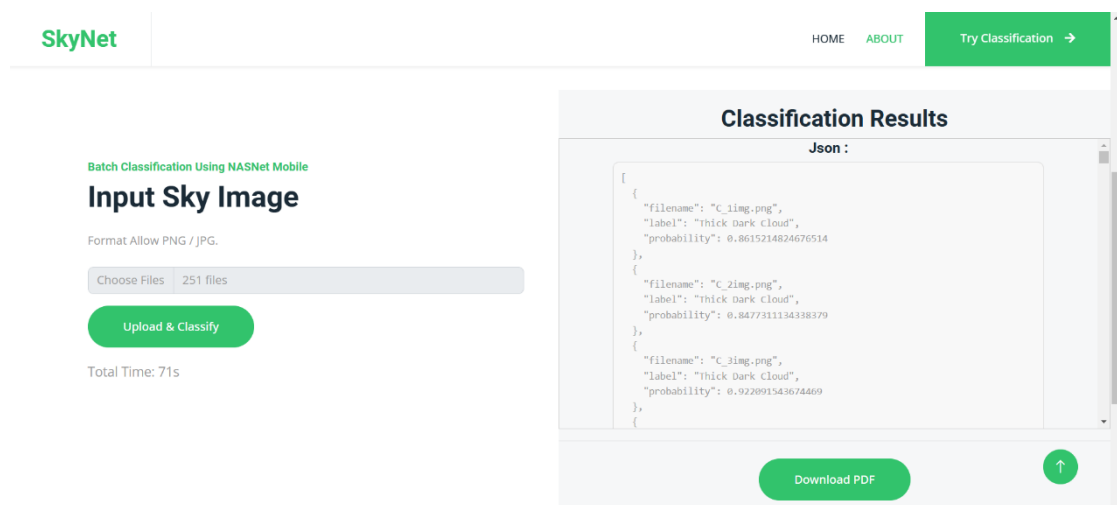 SkyNet
HOME ABOUT Try Classification →
Batch Classification Using NASNet Mobile
Input Sky Image
Format Allow PNG / JPG.
Choose Files 251 files
Upload & Classify
Total Time: 71s
Classification Results
Json :
[
{
"filename": "C_1img.png",
"label": "Thick Dark Cloud",
"probability": 0.8615214824676514
},
{
"filename": "C_2img.png",
"label": "Thick Dark Cloud",
"probability": 0.8477311134338379
},
{
"filename": "C_3img.png",
"label": "Thick Dark Cloud",
"probability": 0.922091543674469
},
{
Download PDF